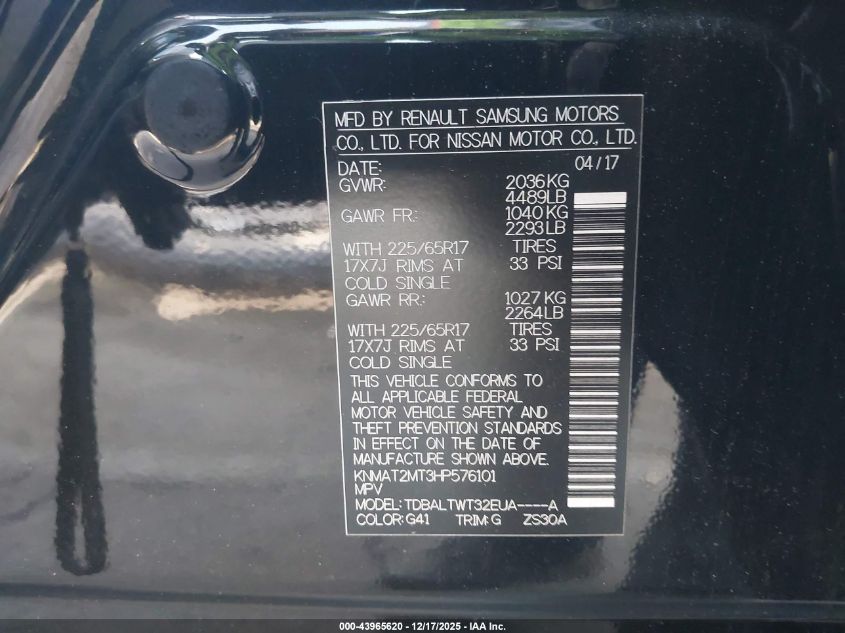 MFD BY RENAULT SAMSUNG MOTORS
CO., LTD. FOR NISSAN MOTOR CO., LTD.
DATE: 04/17
GVWR: 2036KG
4489LB
GAWR FR: 1040KG
2293LB
WITH 225/65R17 TIRES
17X7J RIMS AT 33 PSI
COLD SINGLE
GAWR RR: 1027KG
2264LB
WITH 225/65R17 TIRES
17X7J RIMS AT 33 PSI
COLD SINGLE
THIS VEHICLE CONFORMS TO
ALL APPLICABLE FEDERAL
MOTOR VEHICLE SAFETY AND
THEFT PREVENTION STANDARDS
IN EFFECT ON THE DATE OF
MANUFACTURE SHOWN ABOVE.
KNMAT2MT3HP576101
MPV
MODEL: TDBALTWT32EUA----A
COLOR: G41 TRIM: G ZS30A
000-43965620 - 12/17/2025 - IAA Inc.